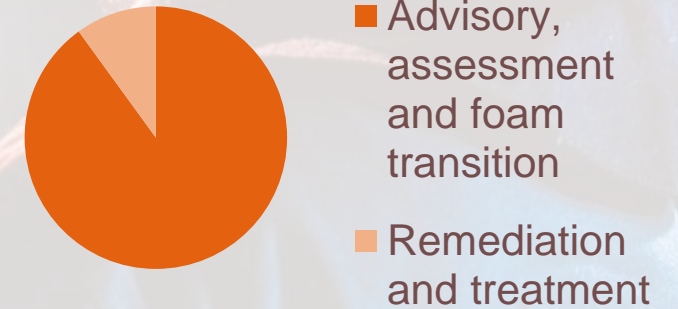 Advisory,
assessment
and foam
transition
Remediation
and treatment